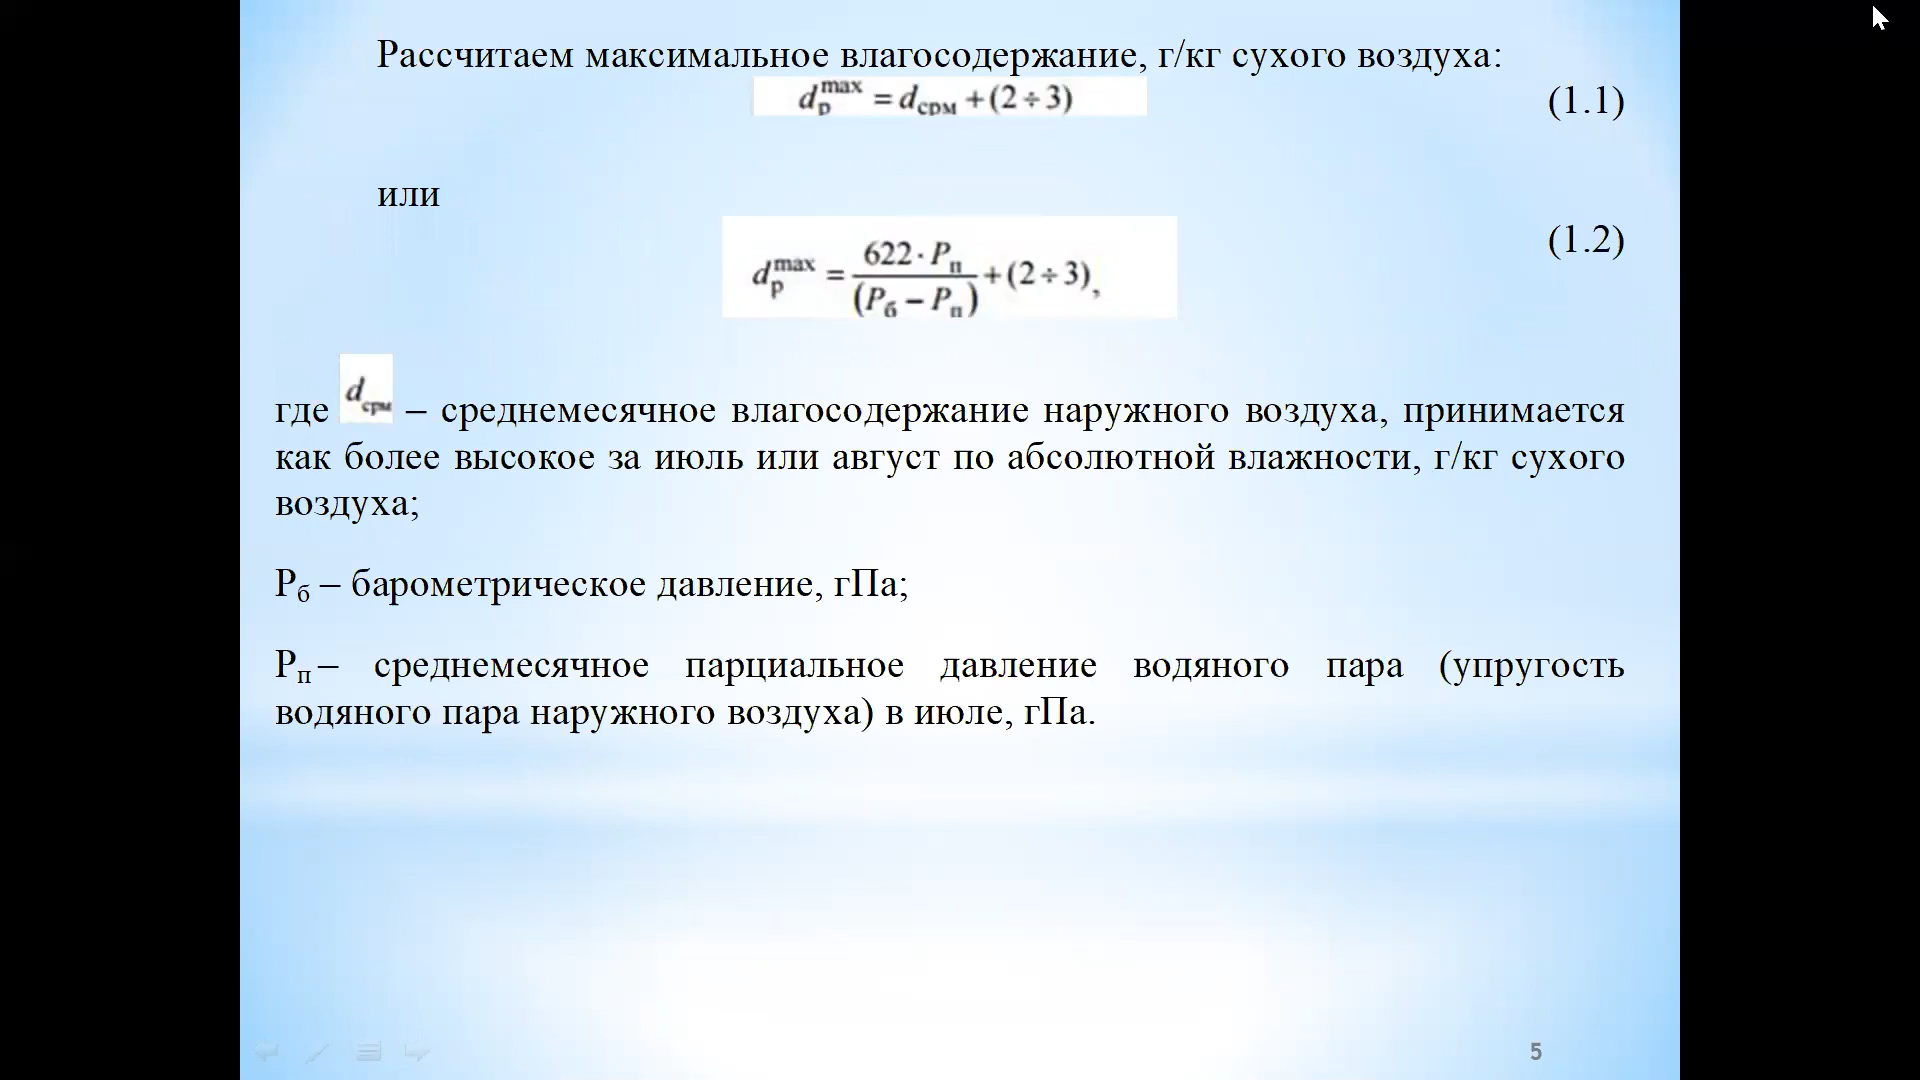 Рассчитаем максимальное влагосодержание, г/кг сухого воздуха:
d_р^max = d_срм + (2 ÷ 3)
(1.1)
или
(1.2)
d_р^max = 622 · P_п / (P_б − P_п) + (2 ÷ 3),
где d_срм – среднемесячное влагосодержание наружного воздуха, принимается
как более высокое за июль или август по абсолютной влажности, г/кг сухого
воздуха;
Р_б – барометрическое давление, гПа;
Р_п – среднемесячное парциальное давление водяного пара (упругость
водяного пара наружного воздуха) в июле, гПа.
5